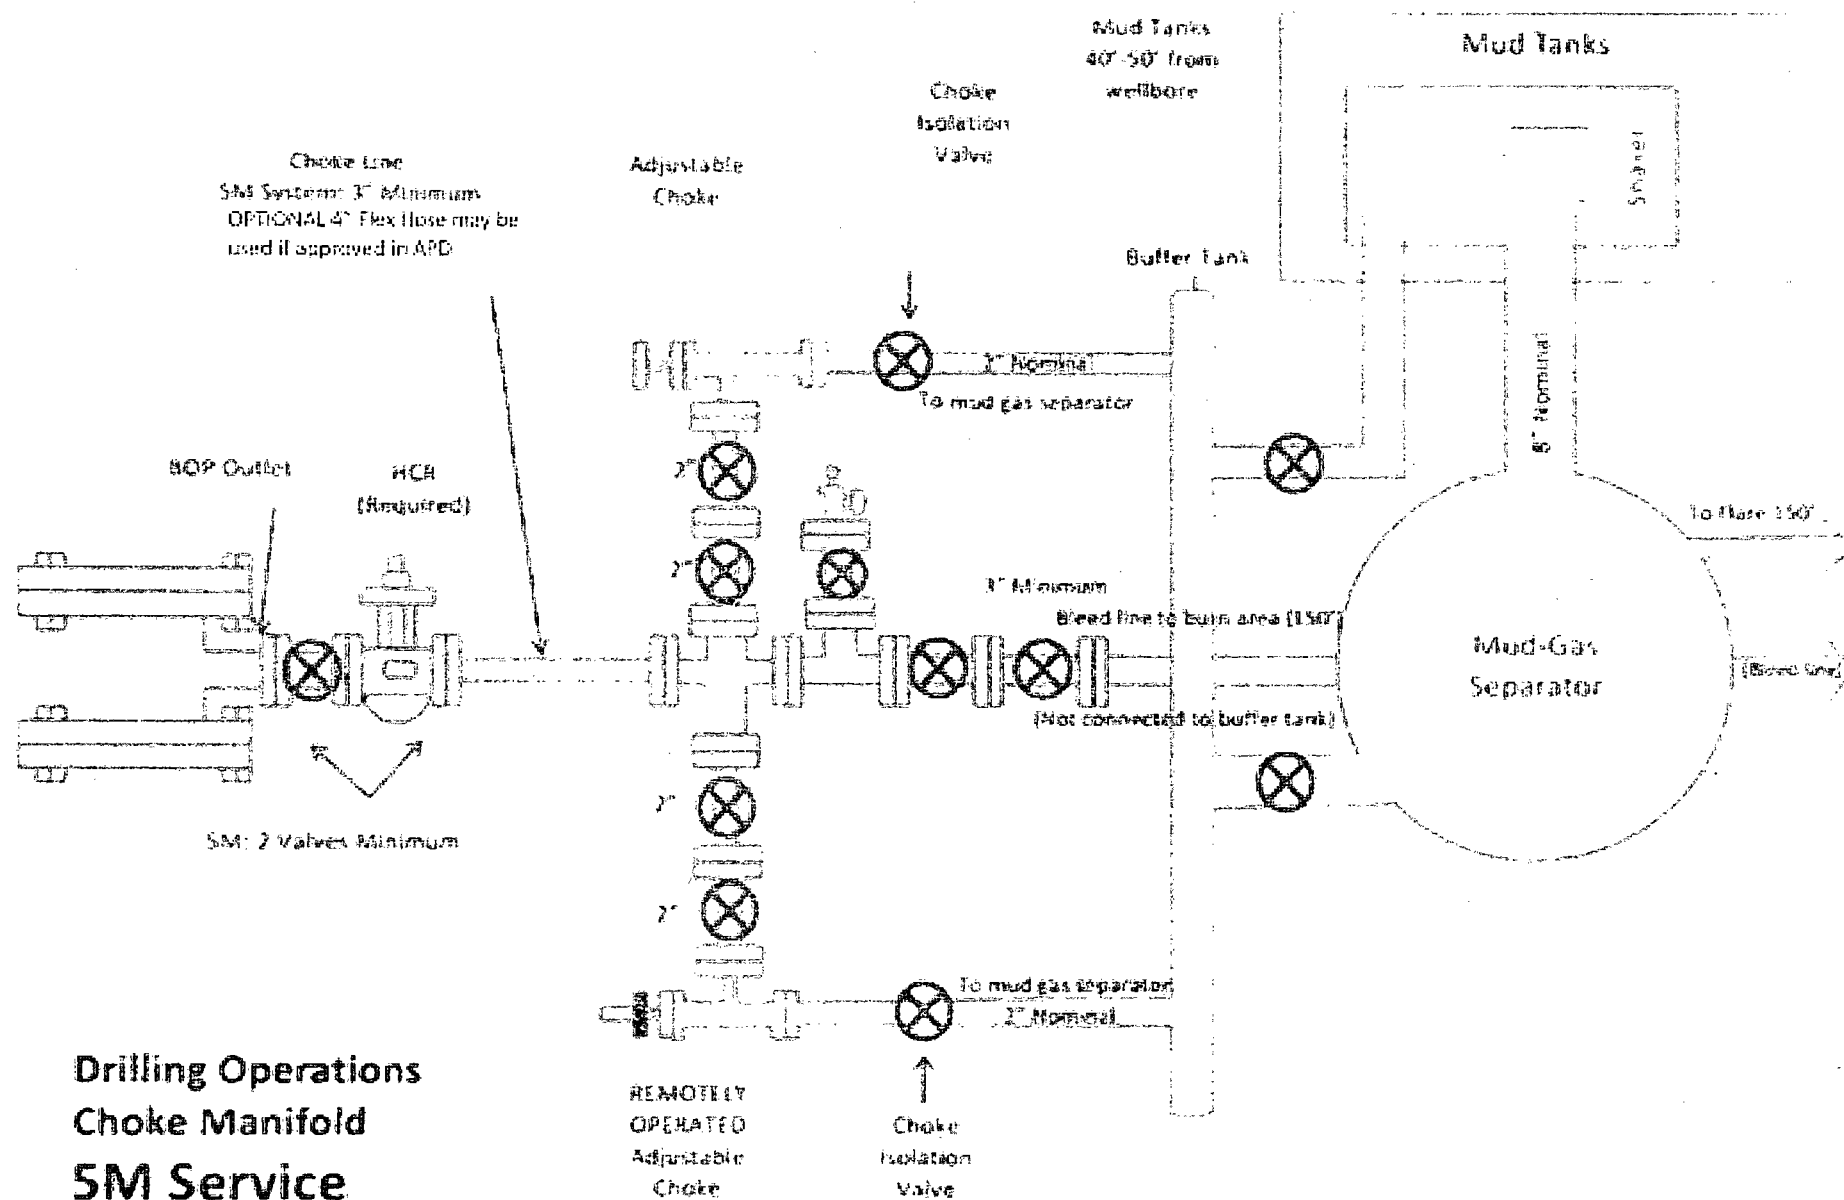 Mud Tanks
40'-50' from
wellbore
Mud Tanks
Shaker
Choke
Isolation
Valve
Choke Line
5M System: 3" Minimum
OPTIONAL 4" Flex Hose may be
used if approved in APD
Adjustable
Choke
Buffer Tank
2" Nominal
To mud gas separator
8" Nominal
BOP Outlet
HCR
(Required)
2"
2"
To Flare 150'
3" Minimum
Bleed line to burn area (150'
Mud-Gas
Separator
(Bleed line)
(Not connected to buffer tank)
2"
5M: 2 Valves Minimum
2"
To mud gas separator
2" Nominal
Drilling Operations
Choke Manifold
5M Service
REMOTELY
OPERATED
Adjustable
Choke
Choke
Isolation
Valve